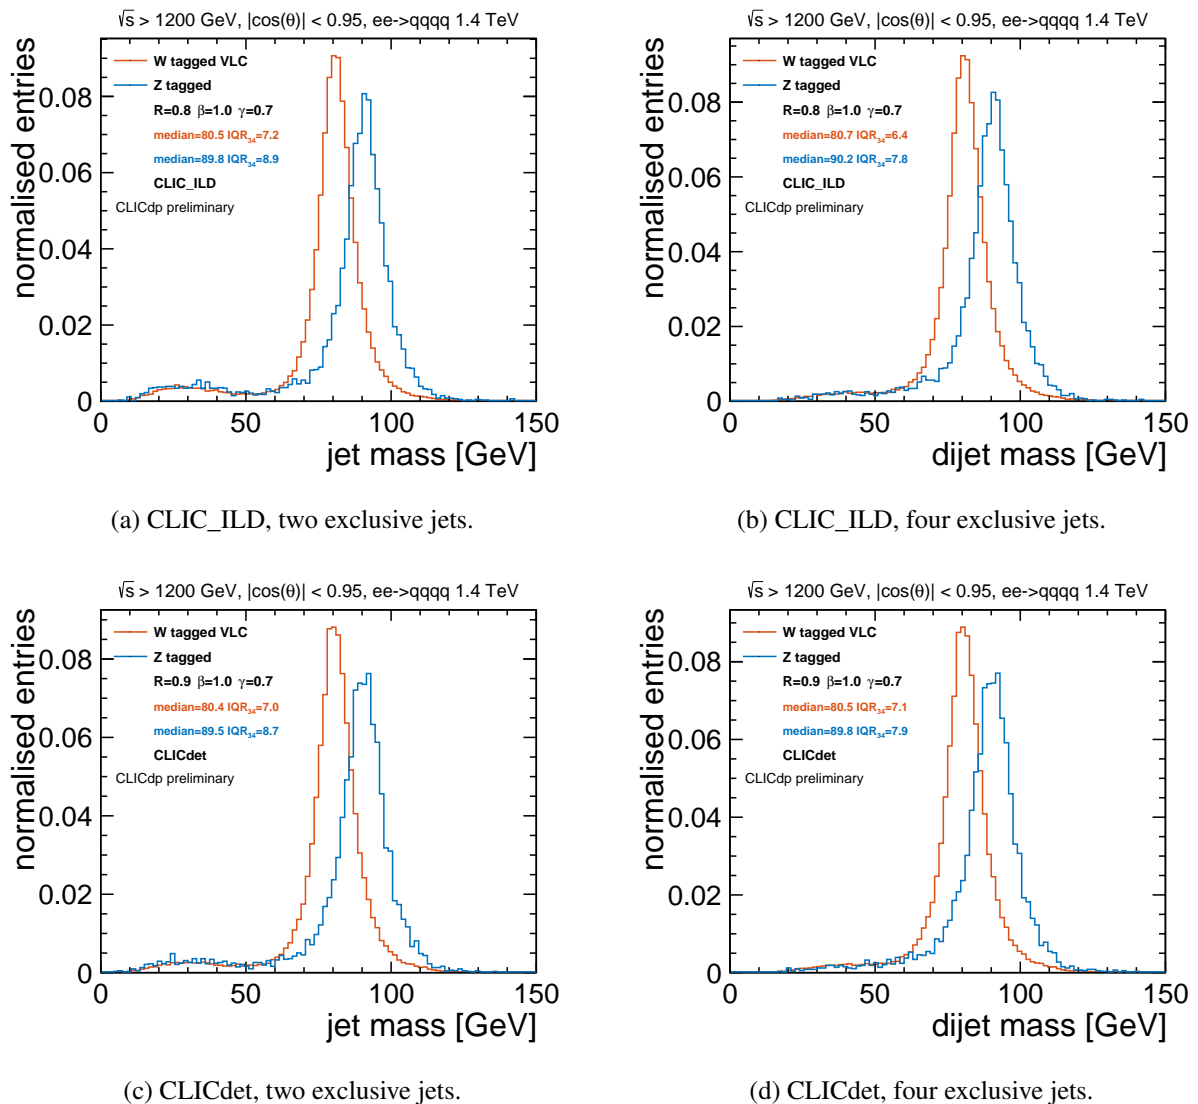 √s > 1200 GeV, |cos(θ)| < 0.95, ee->qqqq 1.4 TeV
normalised entries
0.08
0.06
0.04
0.02
0
W tagged VLC
Z tagged
R=0.8 β=1.0 γ=0.7
median=80.5 IQR34=7.2
median=89.8 IQR34=8.9
CLIC_ILD
CLICdp preliminary
0 50 100 150
jet mass [GeV]
(a) CLIC_ILD, two exclusive jets.
√s > 1200 GeV, |cos(θ)| < 0.95, ee->qqqq 1.4 TeV
normalised entries
0.08
0.06
0.04
0.02
0
W tagged VLC
Z tagged
R=0.8 β=1.0 γ=0.7
median=80.7 IQR34=6.4
median=90.2 IQR34=7.8
CLIC_ILD
CLICdp preliminary
0 50 100 150
dijet mass [GeV]
(b) CLIC_ILD, four exclusive jets.
√s > 1200 GeV, |cos(θ)| < 0.95, ee->qqqq 1.4 TeV
normalised entries
0.08
0.06
0.04
0.02
0
W tagged VLC
Z tagged
R=0.9 β=1.0 γ=0.7
median=80.4 IQR34=7.0
median=89.5 IQR34=8.7
CLICdet
CLICdp preliminary
0 50 100 150
jet mass [GeV]
(c) CLICdet, two exclusive jets.
√s > 1200 GeV, |cos(θ)| < 0.95, ee->qqqq 1.4 TeV
normalised entries
0.08
0.06
0.04
0.02
0
W tagged VLC
Z tagged
R=0.9 β=1.0 γ=0.7
median=80.5 IQR34=7.1
median=89.8 IQR34=7.9
CLICdet
CLICdp preliminary
0 50 100 150
dijet mass [GeV]
(d) CLICdet, four exclusive jets.